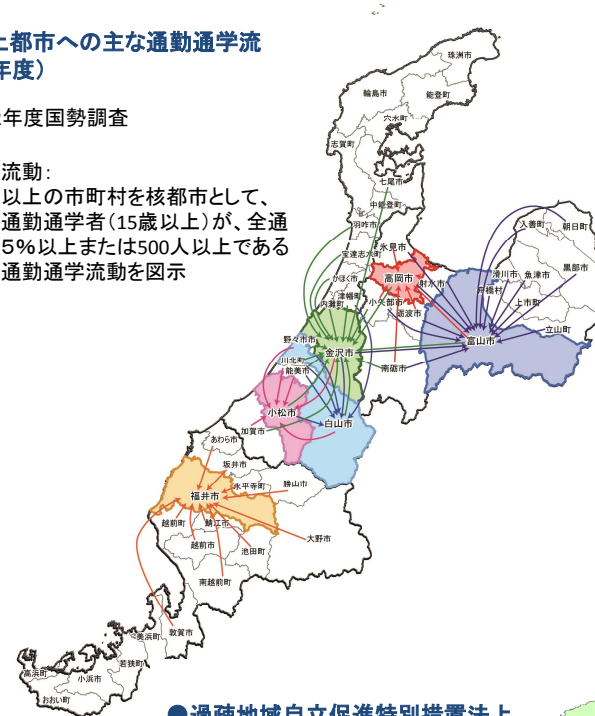 上都市への主な通勤通学流
年度）
年度国勢調査
流動：
以上の市町村を核都市として、
通勤通学者（15歳以上）が、全通
5%以上または500人以上である
通勤通学流動を図示
珠洲市
輪島市
能登町
穴水町
志賀町
七尾市
中能登町
羽咋市
氷見市
宝達志水町
高岡市
射水市
かほく市
津幡町
内灘町
小矢部市
砺波市
入善町
朝日町
滑川市
魚津市
黒部市
舟橋村
上市町
立山町
富山市
野々市市
金沢市
川北町
能美市
南砺市
小松市
白山市
加賀市
あわら市
坂井市
永平寺町
勝山市
福井市
越前町
鯖江市
越前市
池田町
大野市
南越前町
敦賀市
美浜町
若狭町
高浜町
小浜市
おおい町
●過疎地域自立促進特別措置法上